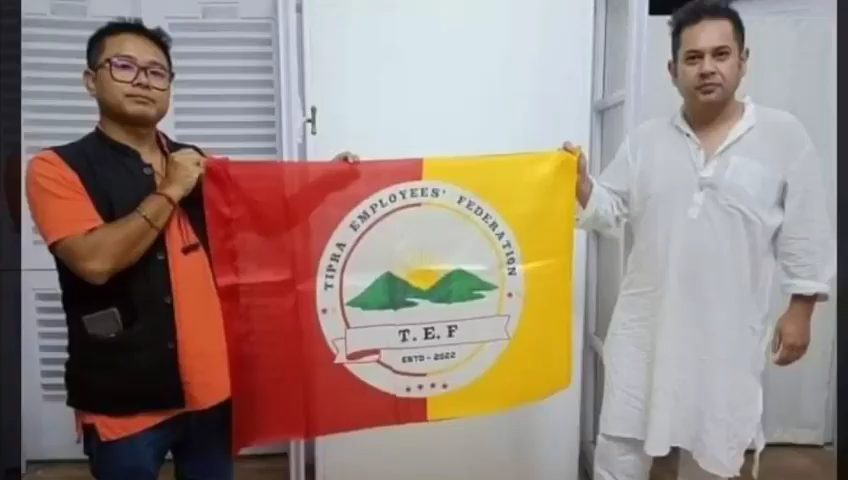 TIPRA EMPLOYEES' FEDERATION
T. E. F
ESTD - 2022